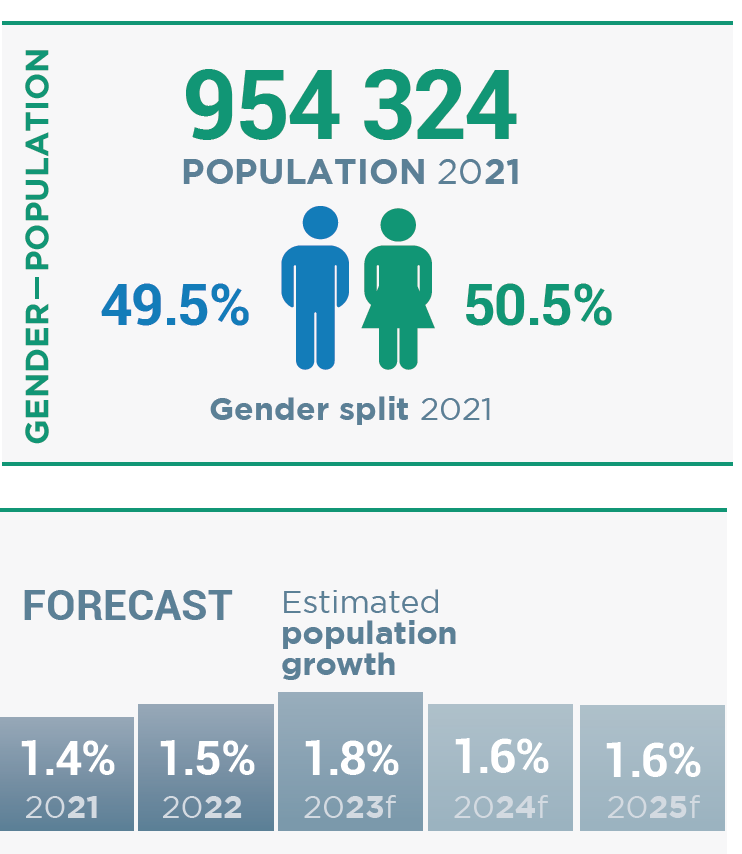 GENDER—POPULATION
954 324
POPULATION 2021
49.5%
50.5%
Gender split 2021
FORECAST
Estimated
population
growth
1.4%
2021
1.5%
2022
1.8%
2023f
1.6%
2024f
1.6%
2025f